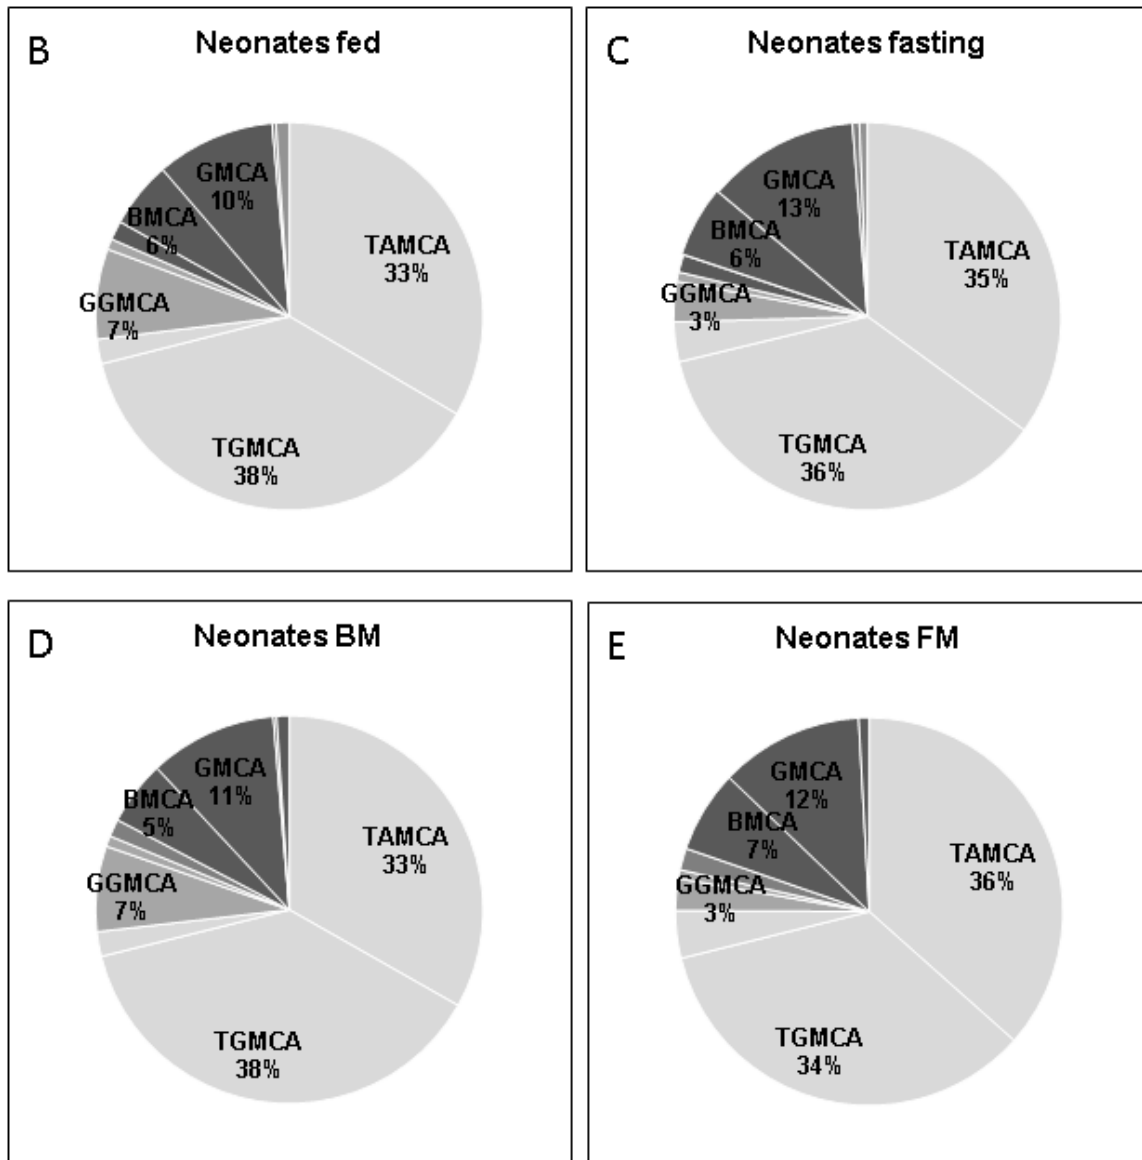 B
Neonates fed
GMCA
10%
BMCA
6%
TAMCA
33%
GGMCA
7%
TGMCA
38%
C
Neonates fasting
GMCA
13%
BMCA
6%
TAMCA
35%
GGMCA
3%
TGMCA
36%
D
Neonates BM
GMCA
11%
BMCA
5%
TAMCA
33%
GGMCA
7%
TGMCA
38%
E
Neonates FM
GMCA
12%
BMCA
7%
TAMCA
36%
GGMCA
3%
TGMCA
34%